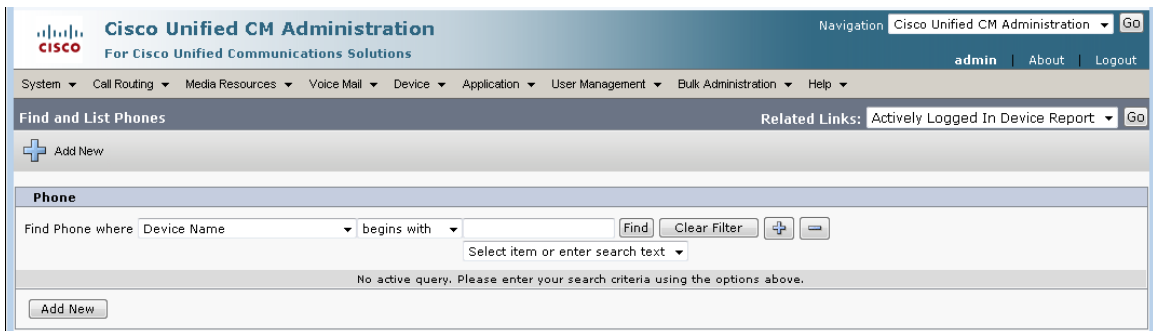 Cisco Unified CM Administration
For Cisco Unified Communications Solutions
CISCO
Navigation Cisco Unified CM Administration Go
admin | About | Logout
System Call Routing Media Resources Voice Mail Device Application User Management Bulk Administration Help
Find and List Phones Related Links: Actively Logged In Device Report Go
Add New
Phone
Find Phone where Device Name begins with Find Clear Filter
Select item or enter search text
No active query. Please enter your search criteria using the options above.
Add New